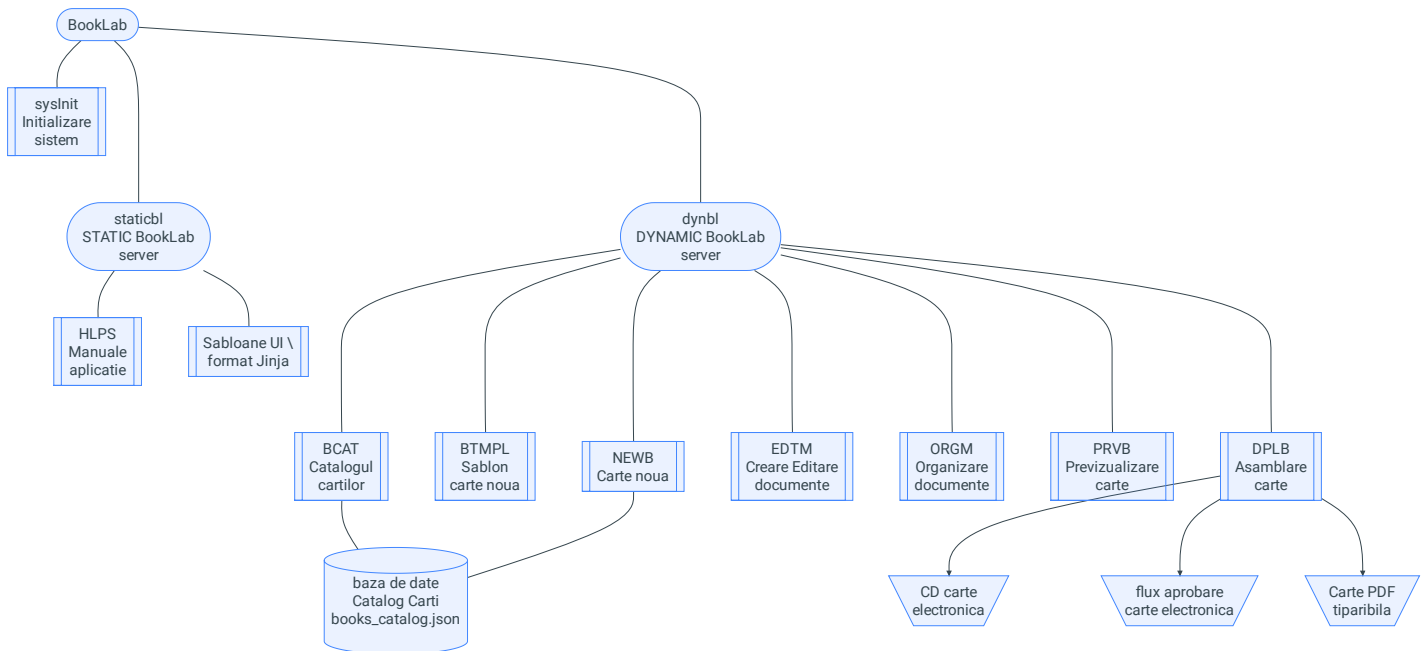 BookLab
sysInit
Initializare
sistem
staticbl
STATIC BookLab
server
dynbl
DYNAMIC BookLab
server
HLPS
Manuale
aplicatie
Sabloane UI \
format Jinja
BCAT
Catalogul
cartilor
BTMPL
Sablon
carte noua
NEWB
Carte noua
EDTM
Creare Editare
documente
ORGM
Organizare
documente
PRVB
Previzualizare
carte
DPLB
Asamblare
carte
baza de date
Catalog Carti
books_catalog.json
CD carte
electronica
flux aprobare
carte electronica
Carte PDF
tiparibila